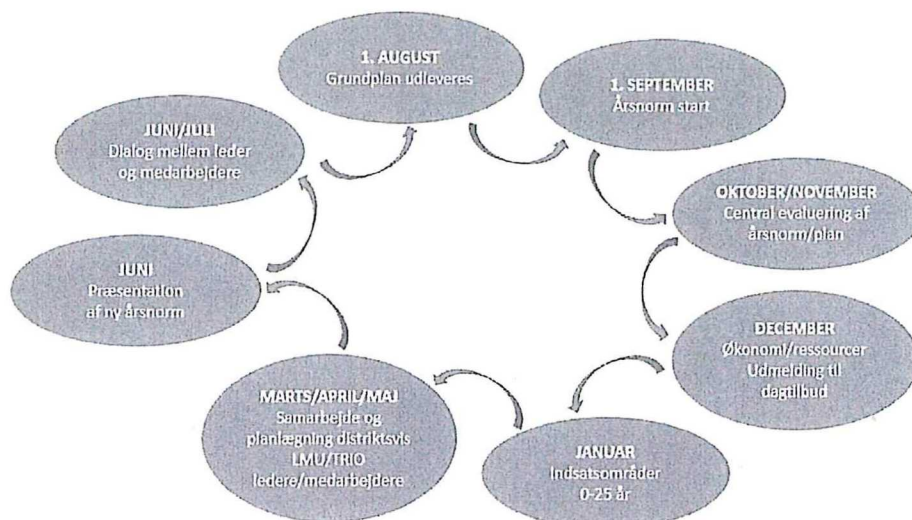 1. AUGUST
Grundplan udleveres
1. SEPTEMBER
Årsnorm start
OKTOBER/NOVEMBER
Central evaluering af
årsnorm/plan
DECEMBER
Økonomi/ressourcer
Udmelding til
dagtilbud
JANUAR
Indsatsområder
0-25 år
MARTS/APRIL/MAJ
Samarbejde og
planlægning distriktsvis
LMU/TRIO
ledere/medarbejdere
JUNI
Præsentation
af ny årsnorm
JUNI/JULI
Dialog mellem leder
og medarbejdere